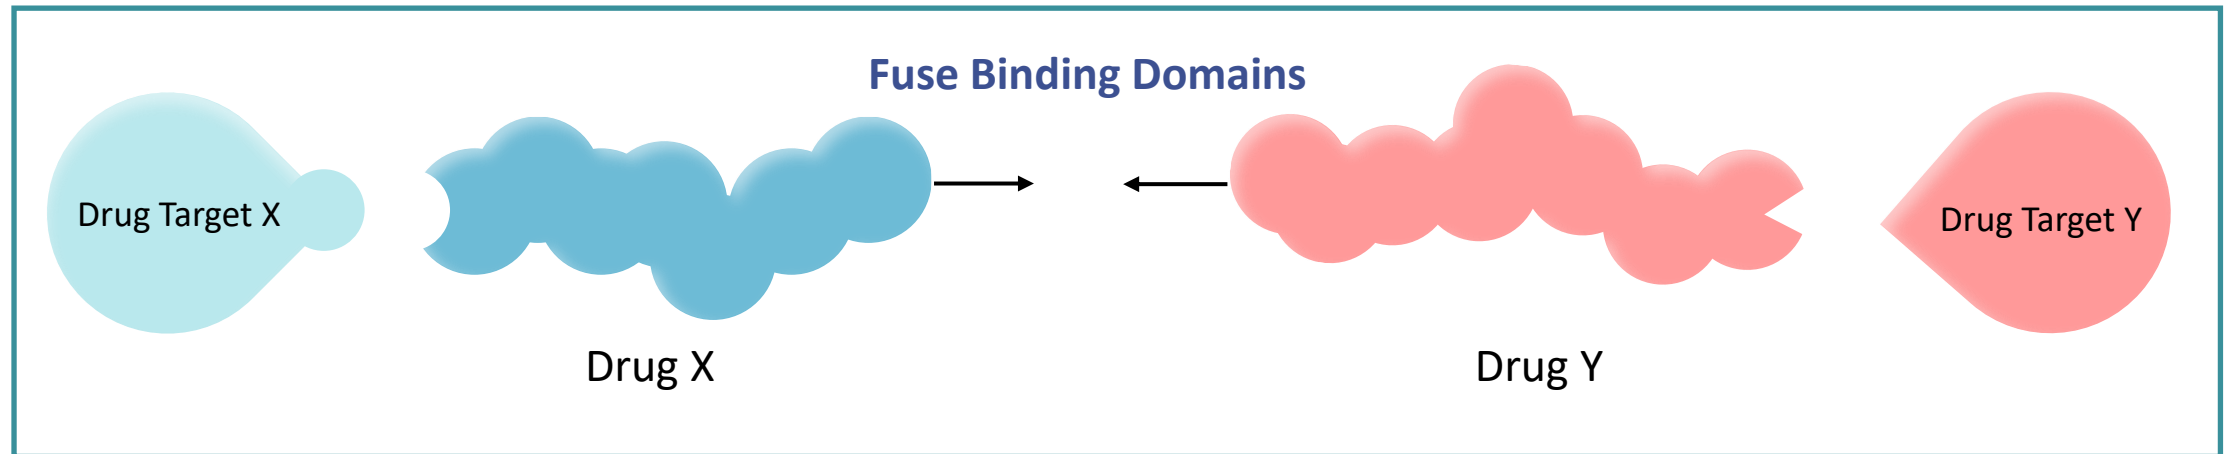 Fuse Binding Domains
Drug Target X
Drug Target Y
Drug X
Drug Y